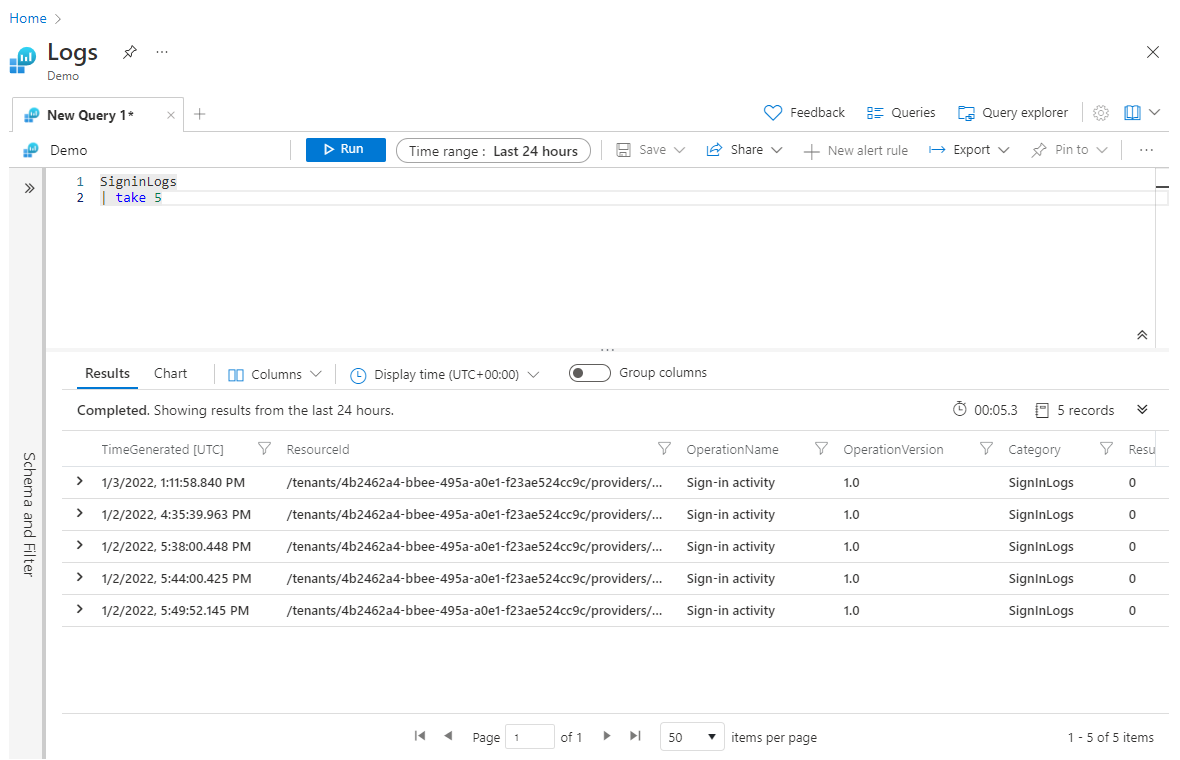 Home
Logs
Demo
New Query 1*
Feedback
Queries
Query explorer
Demo
Run
Time range : Last 24 hours
Save
Share
New alert rule
Export
Pin to
1 SigninLogs
2 | take 5
Schema and Filter
Results
Chart
Columns
Display time (UTC+00:00)
Group columns
Completed. Showing results from the last 24 hours.
00:05.3
5 records
TimeGenerated [UTC] ResourceId OperationName OperationVersion Category Resu
1/3/2022, 1:11:58.840 PM /tenants/4b2462a4-bbee-495a-a0e1-f23ae524cc9c/providers/... Sign-in activity 1.0 SignInLogs 0
1/2/2022, 4:35:39.963 PM /tenants/4b2462a4-bbee-495a-a0e1-f23ae524cc9c/providers/... Sign-in activity 1.0 SignInLogs 0
1/2/2022, 5:38:00.448 PM /tenants/4b2462a4-bbee-495a-a0e1-f23ae524cc9c/providers/... Sign-in activity 1.0 SignInLogs 0
1/2/2022, 5:44:00.425 PM /tenants/4b2462a4-bbee-495a-a0e1-f23ae524cc9c/providers/... Sign-in activity 1.0 SignInLogs 0
1/2/2022, 5:49:52.145 PM /tenants/4b2462a4-bbee-495a-a0e1-f23ae524cc9c/providers/... Sign-in activity 1.0 SignInLogs 0
Page 1 of 1
50 items per page
1 - 5 of 5 items